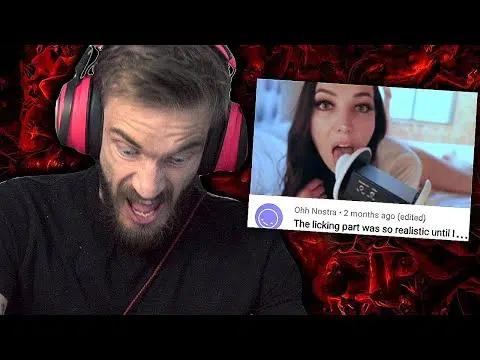 Ohh Nostra • 2 months ago (edited)
The licking part was so realistic until I...